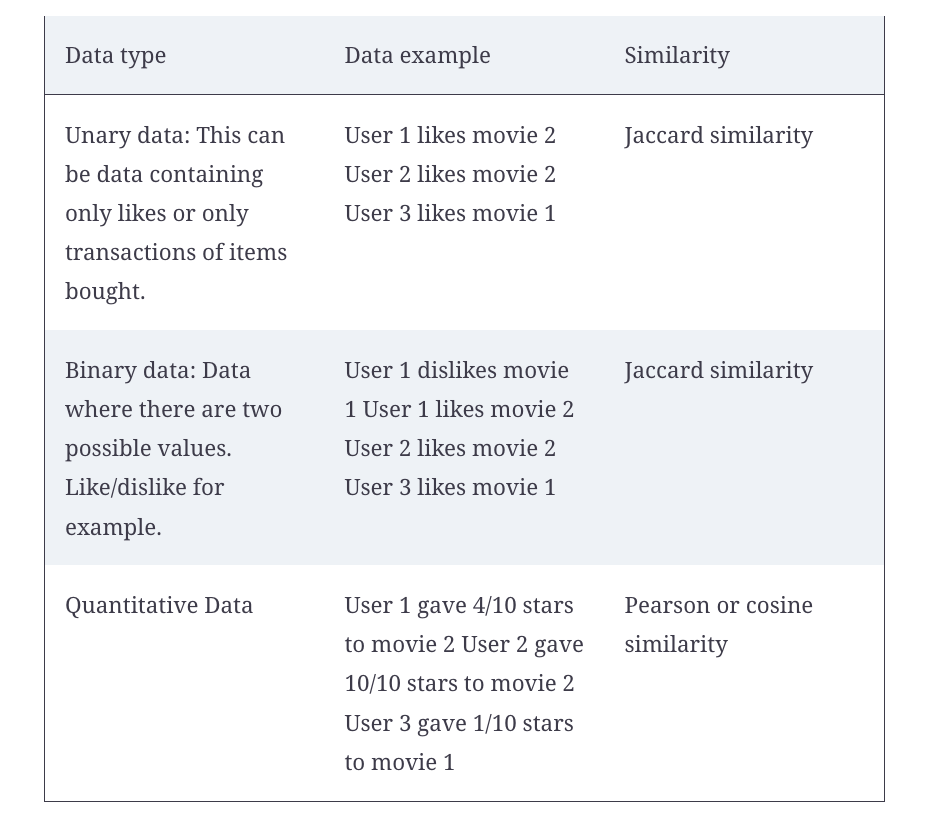 Data type
Data example
Similarity
Unary data: This can
be data containing
only likes or only
transactions of items
bought.
User 1 likes movie 2
User 2 likes movie 2
User 3 likes movie 1
Jaccard similarity
Binary data: Data
where there are two
possible values.
Like/dislike for
example.
User 1 dislikes movie
1 User 1 likes movie 2
User 2 likes movie 2
User 3 likes movie 1
Jaccard similarity
Quantitative Data
User 1 gave 4/10 stars
to movie 2 User 2 gave
10/10 stars to movie 2
User 3 gave 1/10 stars
to movie 1
Pearson or cosine
similarity